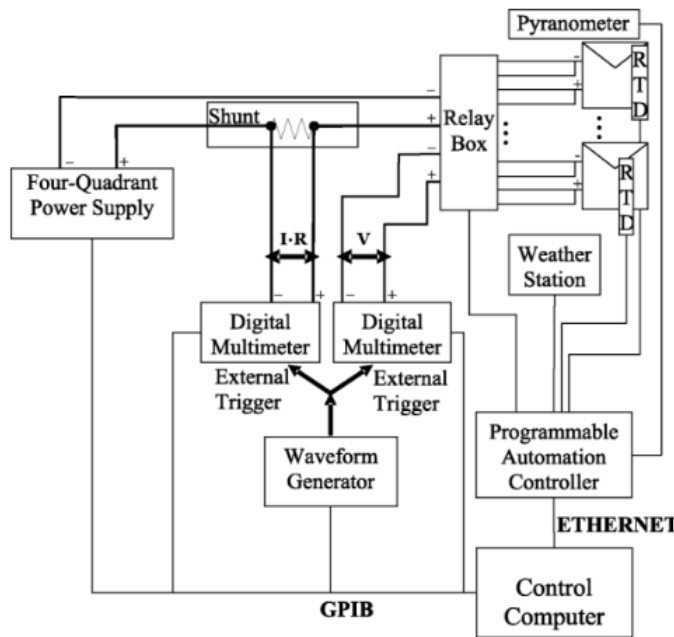 Pyranometer
Shunt
Relay
Box
−
+
−
+
-
+
R
T
D
-
+
R
T
D
−
+
Four-Quadrant
Power Supply
I·R
V
−
+
−
+
Weather
Station
Digital
Multimeter
Digital
Multimeter
External
Trigger
External
Trigger
Waveform
Generator
Programmable
Automation
Controller
ETHERNET
GPIB
Control
Computer